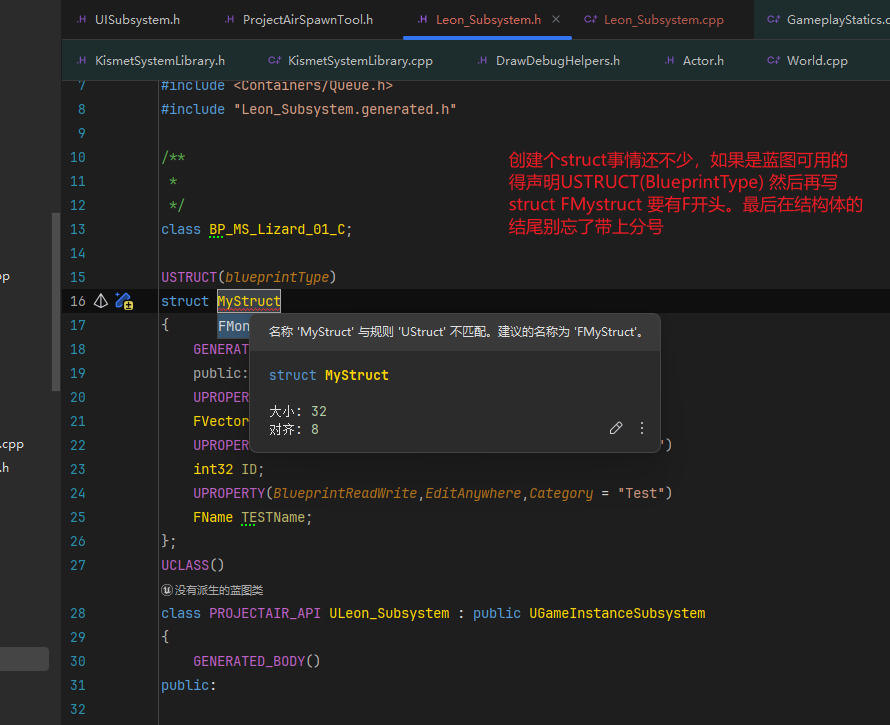 UISubsystem.h
ProjectAirSpawnTool.h
Leon_Subsystem.h
Leon_Subsystem.cpp
GameplayStatics.c
KismetSystemLibrary.h
KismetSystemLibrary.cpp
DrawDebugHelpers.h
Actor.h
World.cpp
7 #include <Containers/Queue.h>
8 #include "Leon_Subsystem.generated.h"
9
10 /**
11 *
12 */
13 class BP_MS_Lizard_01_C;
14
15 USTRUCT(blueprintType)
16 struct MyStruct
17 {
FMon
18 GENERAT
19 public:
20 UPROPER
21 FVector
22 UPROPER ")
23 int32 ID;
24 UPROPERTY(BlueprintReadWrite,EditAnywhere,Category = "Test")
25 FName TESTName;
26 };
27 UCLASS()
没有派生的蓝图类
28 class PROJECTAIR_API ULeon_Subsystem : public UGameInstanceSubsystem
29 {
30 GENERATED_BODY()
31 public:
32
创建个struct事情还不少，如果是蓝图可用的
得声明USTRUCT(BlueprintType) 然后再写
struct FMystruct 要有F开头。最后在结构体的
结尾别忘了带上分号
名称 'MyStruct' 与规则 'UStruct' 不匹配。建议的名称为 'FMyStruct'。
struct MyStruct
大小: 32
对齐: 8
op
.cpp
.h